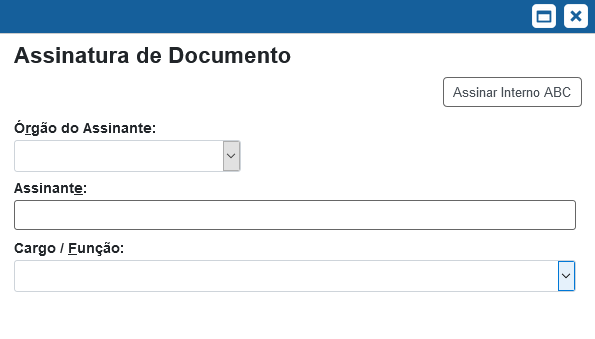 Assinatura de Documento
Assinar Interno ABC
Órgão do Assinante:
Assinante:
Cargo / Função: